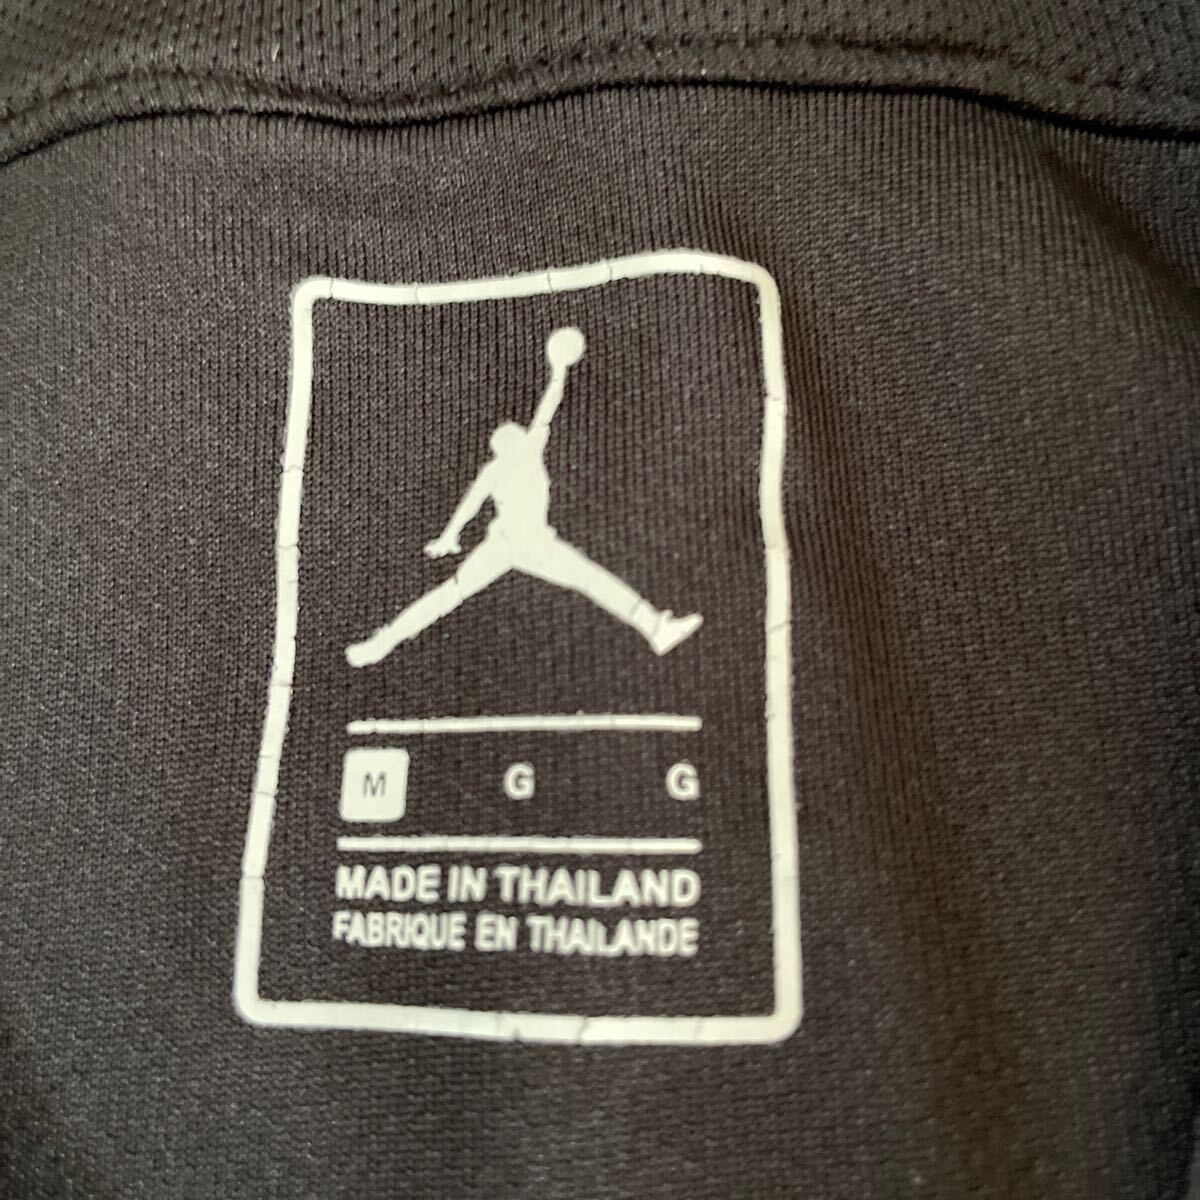 M G G
MADE IN THAILAND
FABRIQUE EN THAILANDE